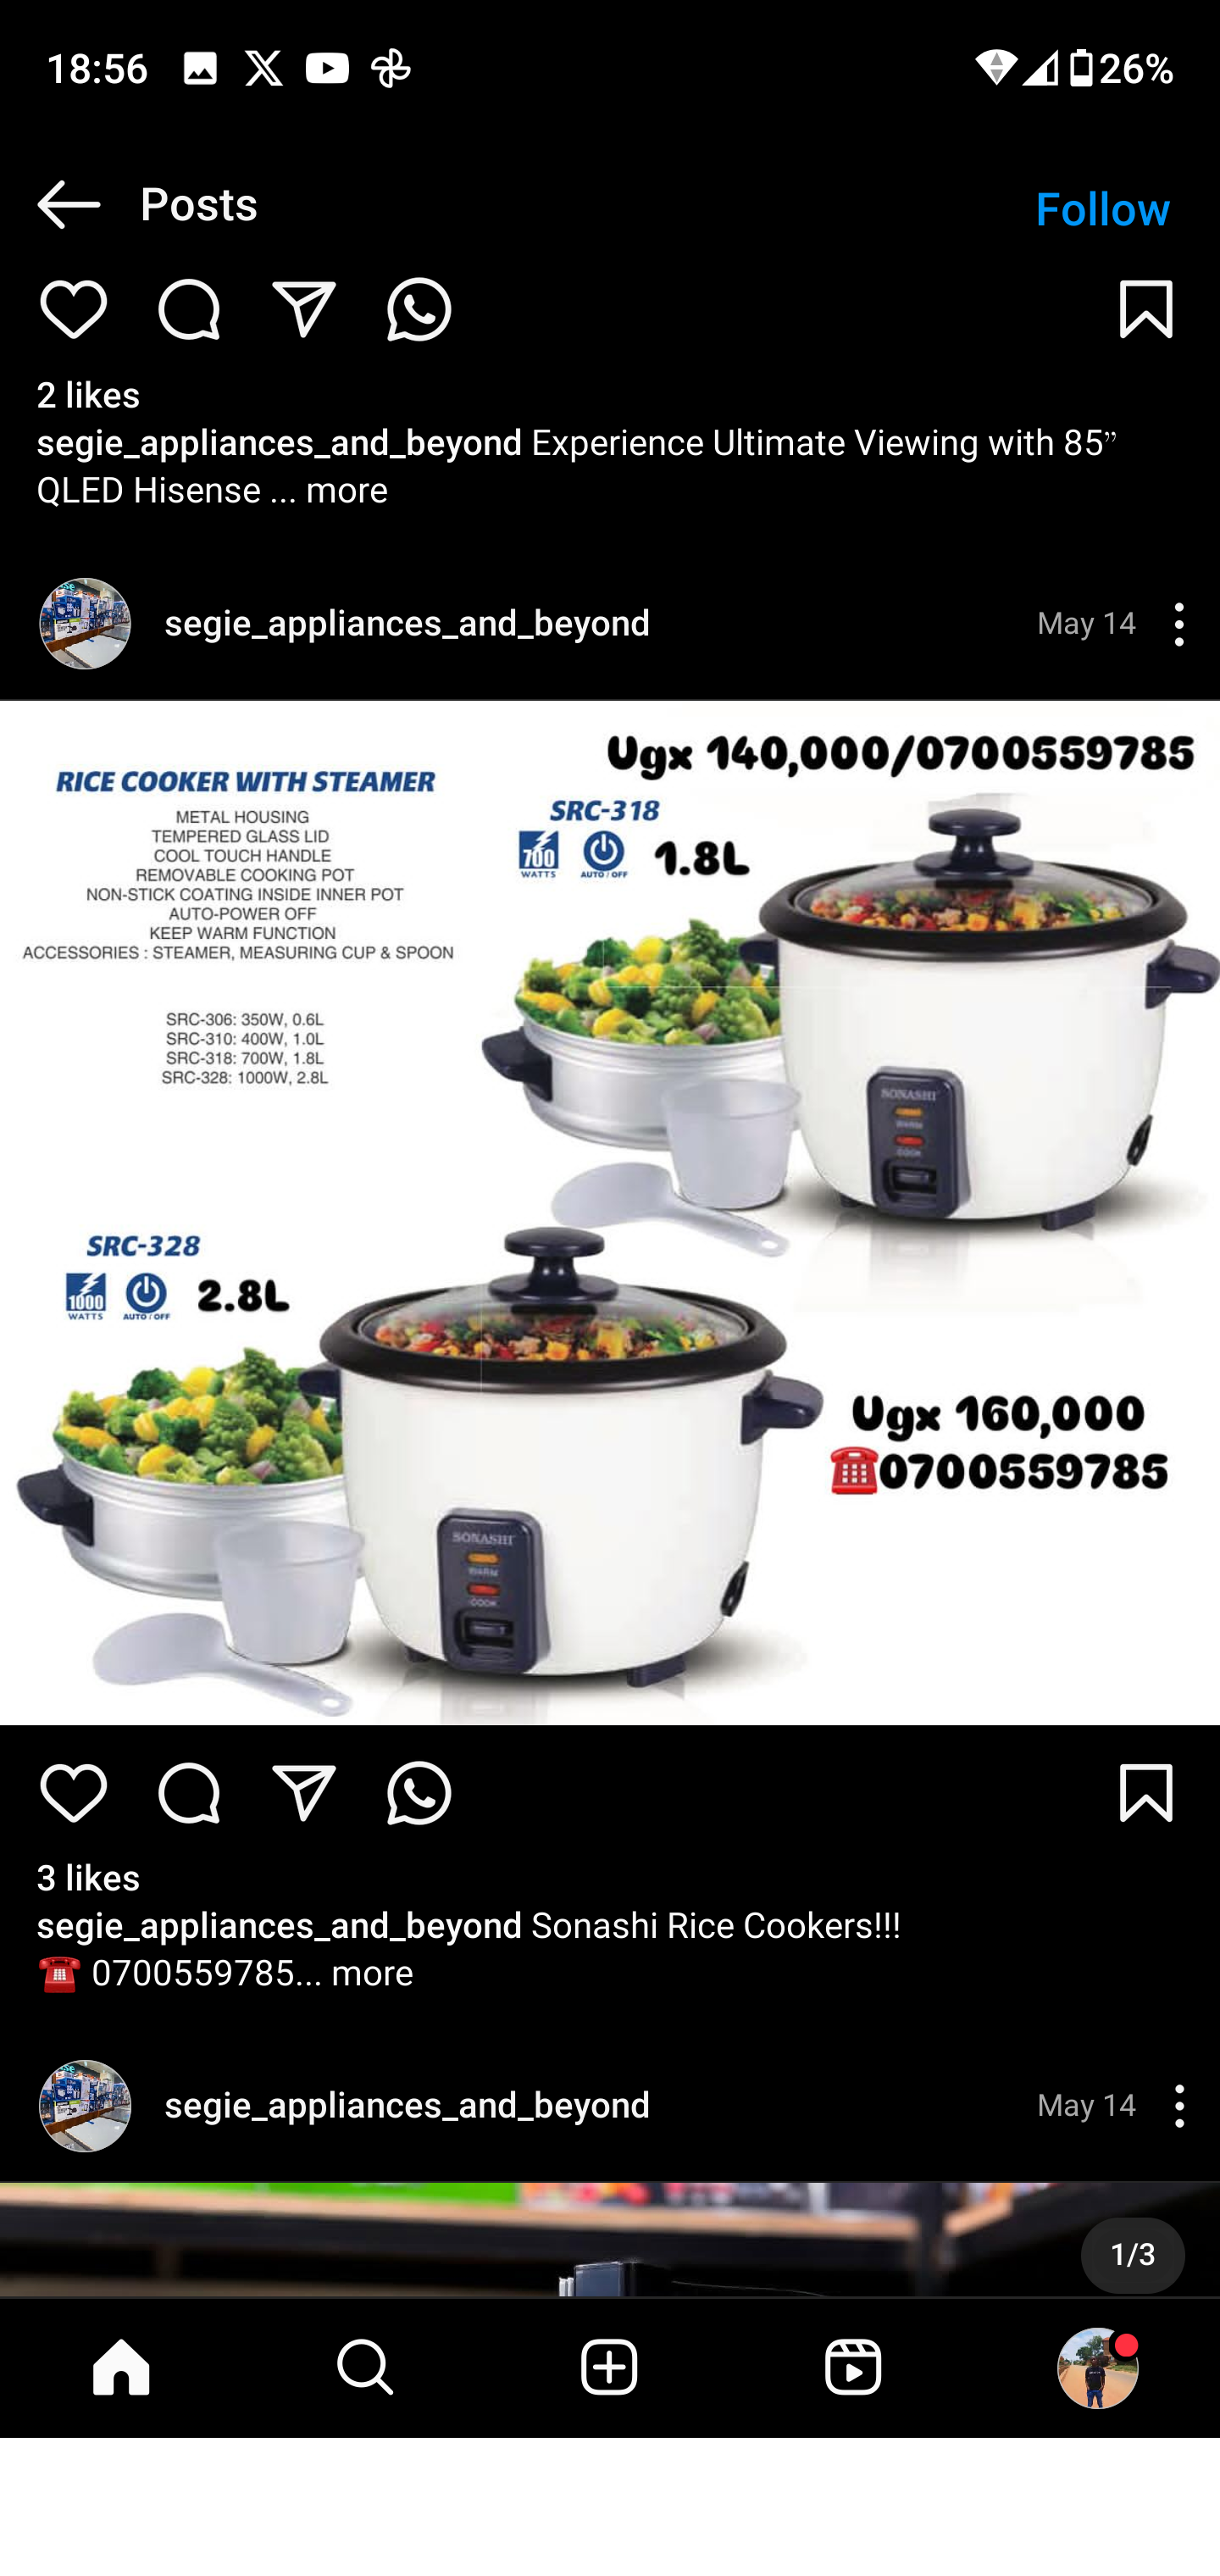 18:56
26%
Posts
Follow
2 likes
segie_appliances_and_beyond Experience Ultimate Viewing with 85”
QLED Hisense ... more
segie_appliances_and_beyond
May 14
Ugx 140,000/0700559785
RICE COOKER WITH STEAMER
METAL HOUSING
TEMPERED GLASS LID
COOL TOUCH HANDLE
REMOVABLE COOKING POT
NON-STICK COATING INSIDE INNER POT
AUTO-POWER OFF
KEEP WARM FUNCTION
ACCESSORIES : STEAMER, MEASURING CUP & SPOON
SRC-306: 350W, 0.6L
SRC-310: 400W, 1.0L
SRC-318: 700W, 1.8L
SRC-328: 1000W, 2.8L
SRC-318
700
WATTS
AUTO / OFF
1.8L
SONASHI
WARM
COOK
SRC-328
1000
WATTS
AUTO / OFF
2.8L
Ugx 160,000
0700559785
SONASHI
WARM
COOK
3 likes
segie_appliances_and_beyond Sonashi Rice Cookers!!!
0700559785... more
segie_appliances_and_beyond
May 14
1/3